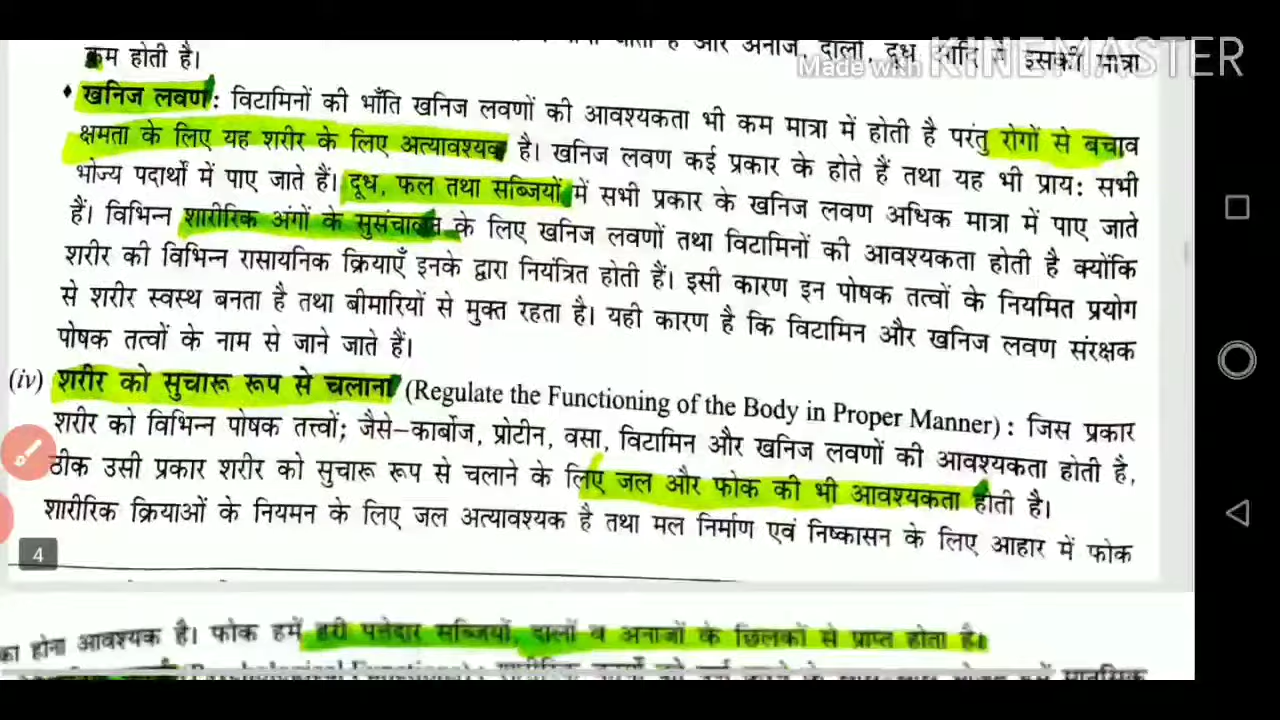 और अनाज, दालों, दूध आदि में इसकी मात्रा
Made with KINEMASTER
कम होती है।
• खनिज लवण : विटामिनों की भाँति खनिज लवणों की आवश्यकता भी कम मात्रा में होती है परंतु रोगों से बचाव
क्षमता के लिए यह शरीर के लिए अत्यावश्यक है। खनिज लवण कई प्रकार के होते हैं तथा यह भी प्राय: सभी
भोज्य पदार्थों में पाए जाते हैं। दूध, फल तथा सब्जियों में सभी प्रकार के खनिज लवण अधिक मात्रा में पाए जाते
हैं। विभिन्न शारीरिक अंगों के सुसंचालन के लिए खनिज लवणों तथा विटामिनों की आवश्यकता होती है क्योंकि
शरीर की विभिन्न रासायनिक क्रियाएँ इनके द्वारा नियंत्रित होती हैं। इसी कारण इन पोषक तत्वों के नियमित प्रयोग
से शरीर स्वस्थ बनता है तथा बीमारियों से मुक्त रहता है। यही कारण है कि विटामिन और खनिज लवण संरक्षक
पोषक तत्वों के नाम से जाने जाते हैं।
(iv) शरीर को सुचारू रूप से चलाना (Regulate the Functioning of the Body in Proper Manner) : जिस प्रकार
शरीर को विभिन्न पोषक तत्त्वों; जैसे–कार्बोज, प्रोटीन, वसा, विटामिन और खनिज लवणों की आवश्यकता होती है,
ठीक उसी प्रकार शरीर को सुचारू रूप से चलाने के लिए जल और फोक की भी आवश्यकता होती है।
शारीरिक क्रियाओं के नियमन के लिए जल अत्यावश्यक है तथा मल निर्माण एवं निष्कासन के लिए आहार में फोक
4
का होना आवश्यक है। फोक हमें हरी पत्तेदार सब्जियों, दालों व अनाजों के छिलकों से प्राप्त होता है।